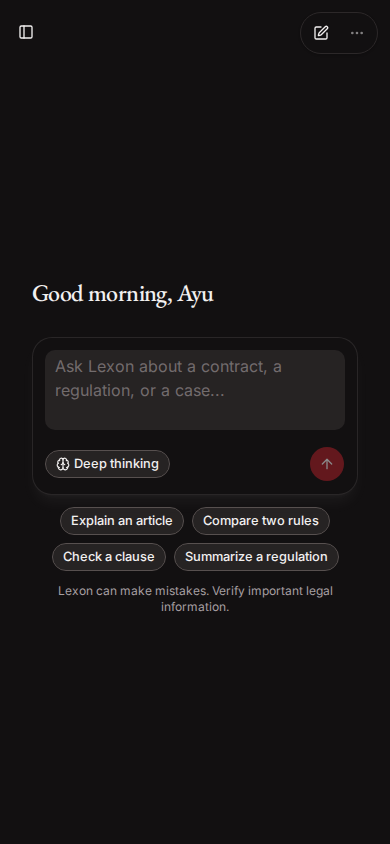 Good morning, Ayu
Ask Lexon about a contract, a
regulation, or a case...
Deep thinking
Explain an article
Compare two rules
Check a clause
Summarize a regulation
Lexon can make mistakes. Verify important legal
information.